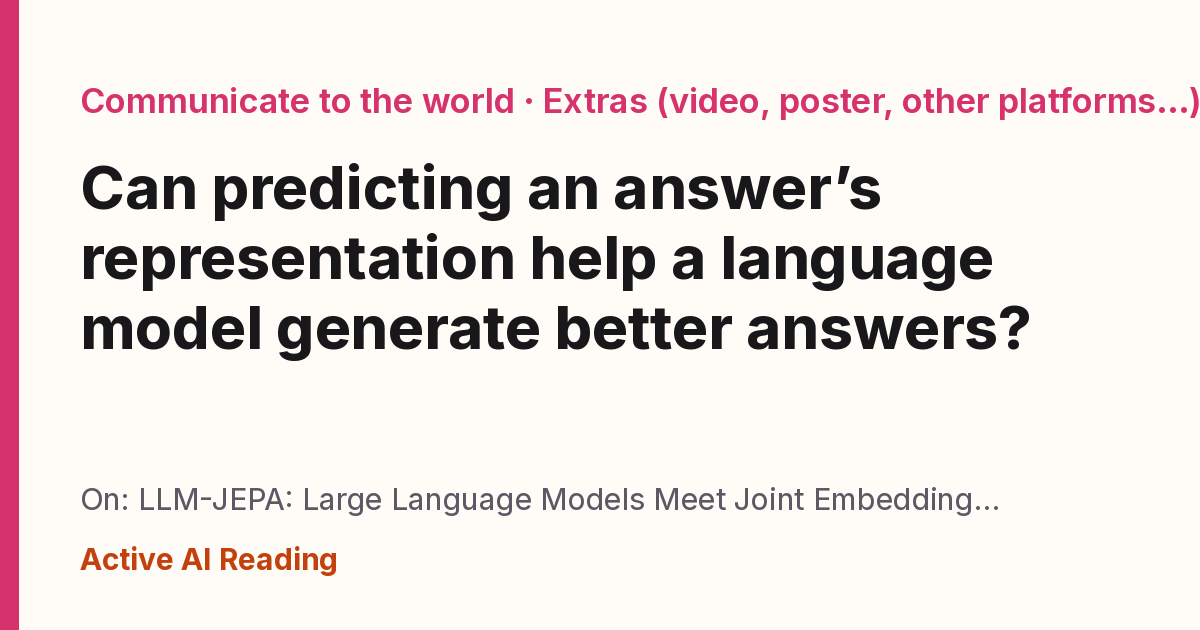 Communicate to the world · Extras (video, poster, other platforms…)
Can predicting an answer’s
representation help a language
model generate better answers?
On: LLM-JEPA: Large Language Models Meet Joint Embedding…
Active AI Reading